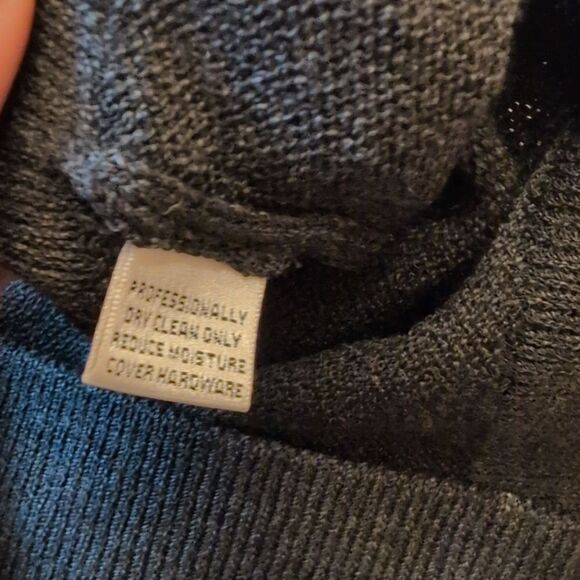 PROFESSIONALLY
DRY CLEAN ONLY
REDUCE MOISTURE
COVER HARDWARE